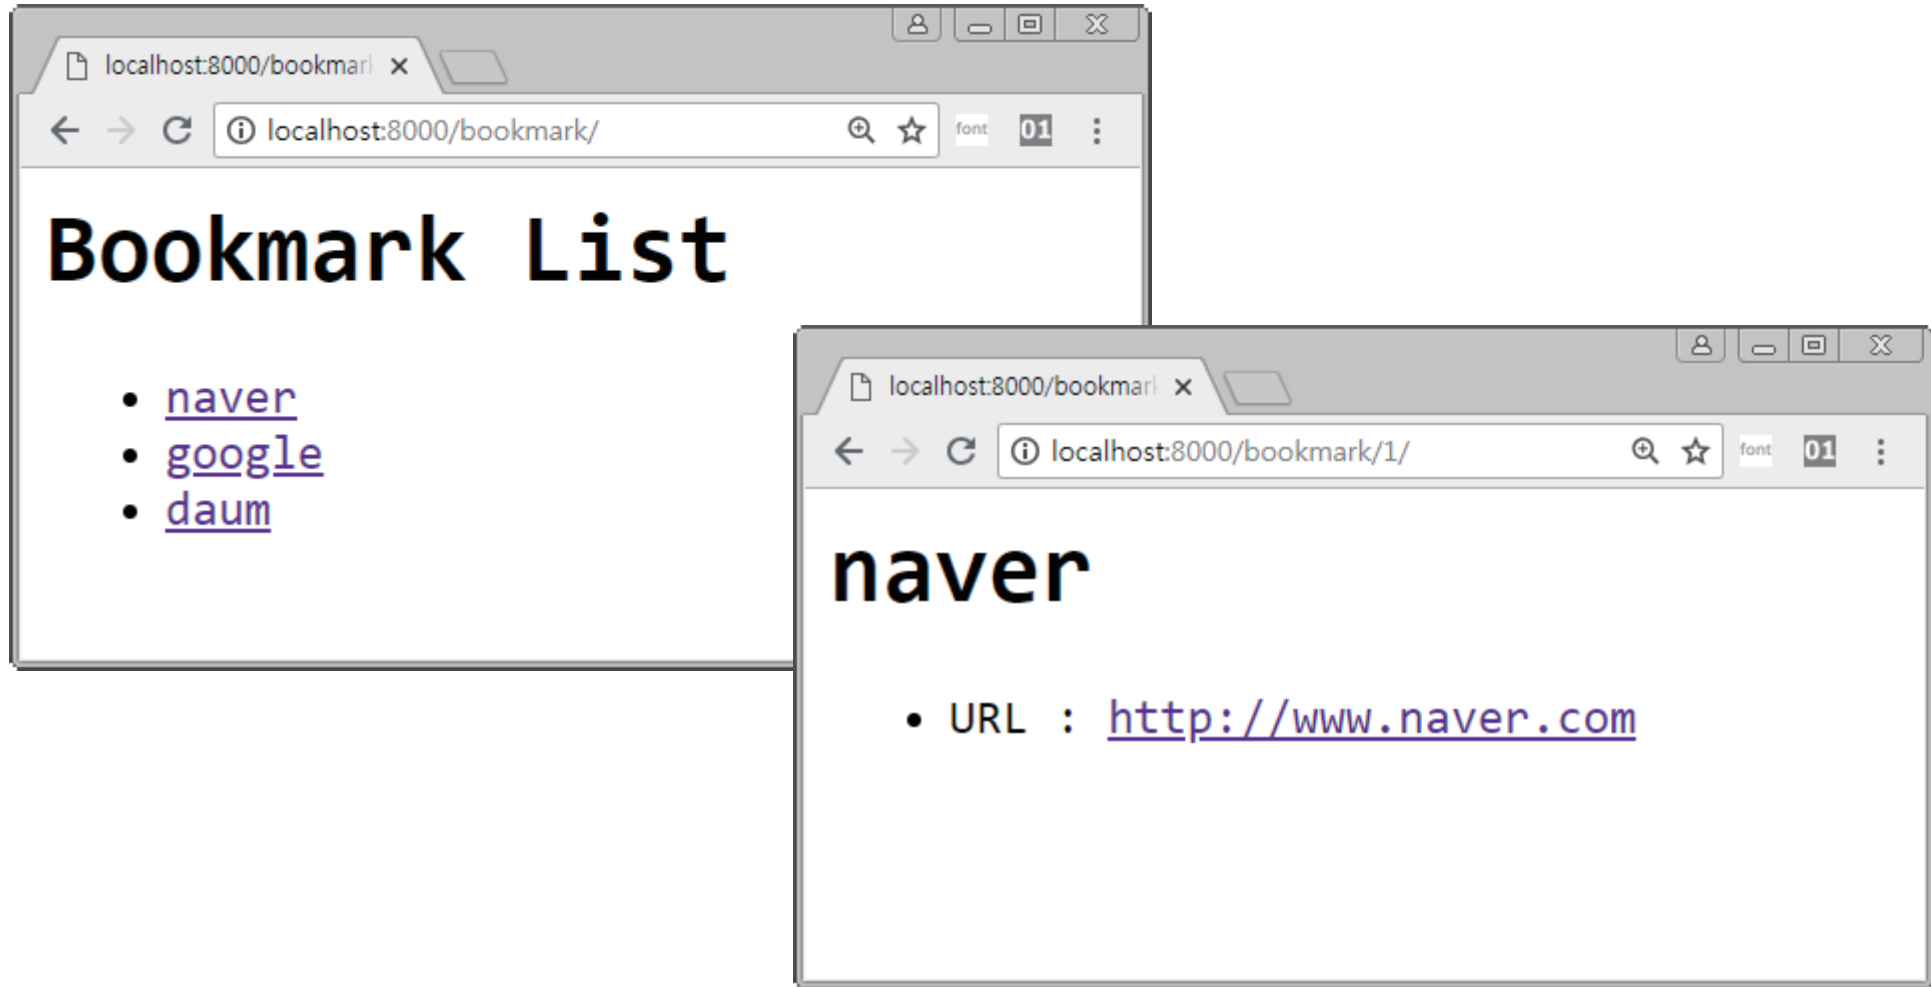 localhost:8000/bookmar
localhost:8000/bookmark/
font
01
Bookmark List
naver
google
daum
localhost:8000/bookmar
localhost:8000/bookmark/1/
font
01
naver
URL : http://www.naver.com